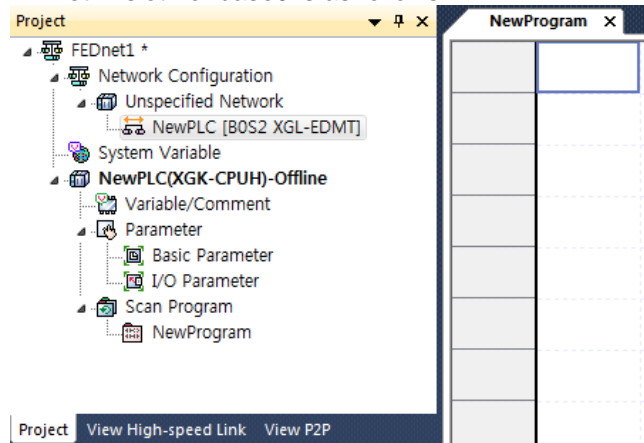 Project
NewProgram
FEDnet1 *
Network Configuration
Unspecified Network
NewPLC [B0S2 XGL-EDMT]
System Variable
NewPLC(XGK-CPUH)-Offline
Variable/Comment
Parameter
Basic Parameter
I/O Parameter
Scan Program
NewProgram
Project View High-speed Link View P2P